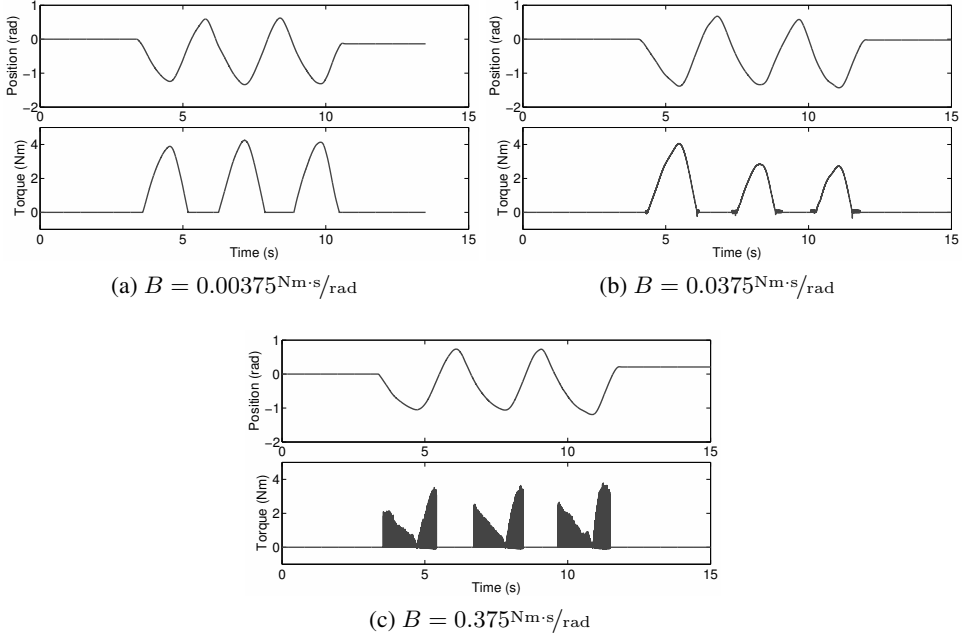 1
0
−1
−2
Position (rad)
0 5 10 15
4
2
0
Torque (Nm)
0 5 10 15
Time (s)
(a) B = 0.00375Nm·s/rad
1
0
−1
−2
Position (rad)
0 5 10 15
4
2
0
Torque (Nm)
0 5 10 15
Time (s)
(b) B = 0.0375Nm·s/rad
1
0
−1
−2
Position (rad)
0 5 10 15
4
2
0
Torque (Nm)
0 5 10 15
Time (s)
(c) B = 0.375Nm·s/rad